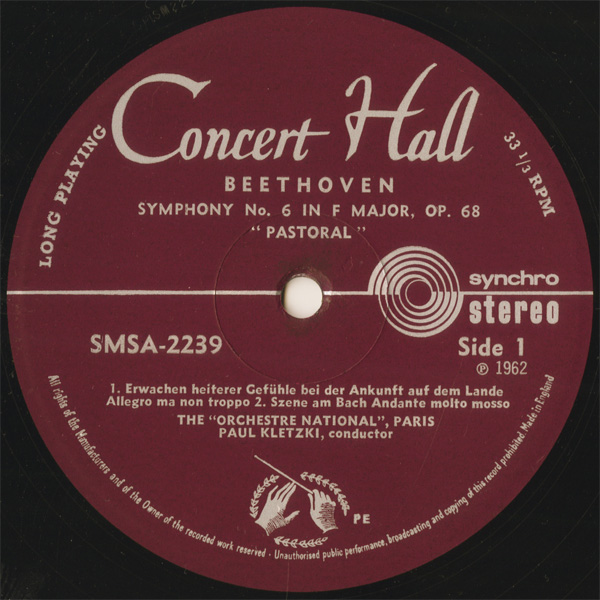 Concert Hall
LONG PLAYING
33 1/3 RPM
BEETHOVEN
SYMPHONY No. 6 IN F MAJOR, OP. 68
"PASTORAL"
synchro
stereo
SMSA-2239
Side 1
℗ 1962
1. Erwachen heiterer Gefühle bei der Ankunft auf dem Lande
Allegro ma non troppo 2. Szene am Bach Andante molto mosso
THE "ORCHESTRE NATIONAL", PARIS
PAUL KLETZKI, conductor
PE
All rights of the Manufacturers and of the Owner of the recorded work reserved - Unauthorised public performance, broadcasting and copying of this record prohibited. Made in England